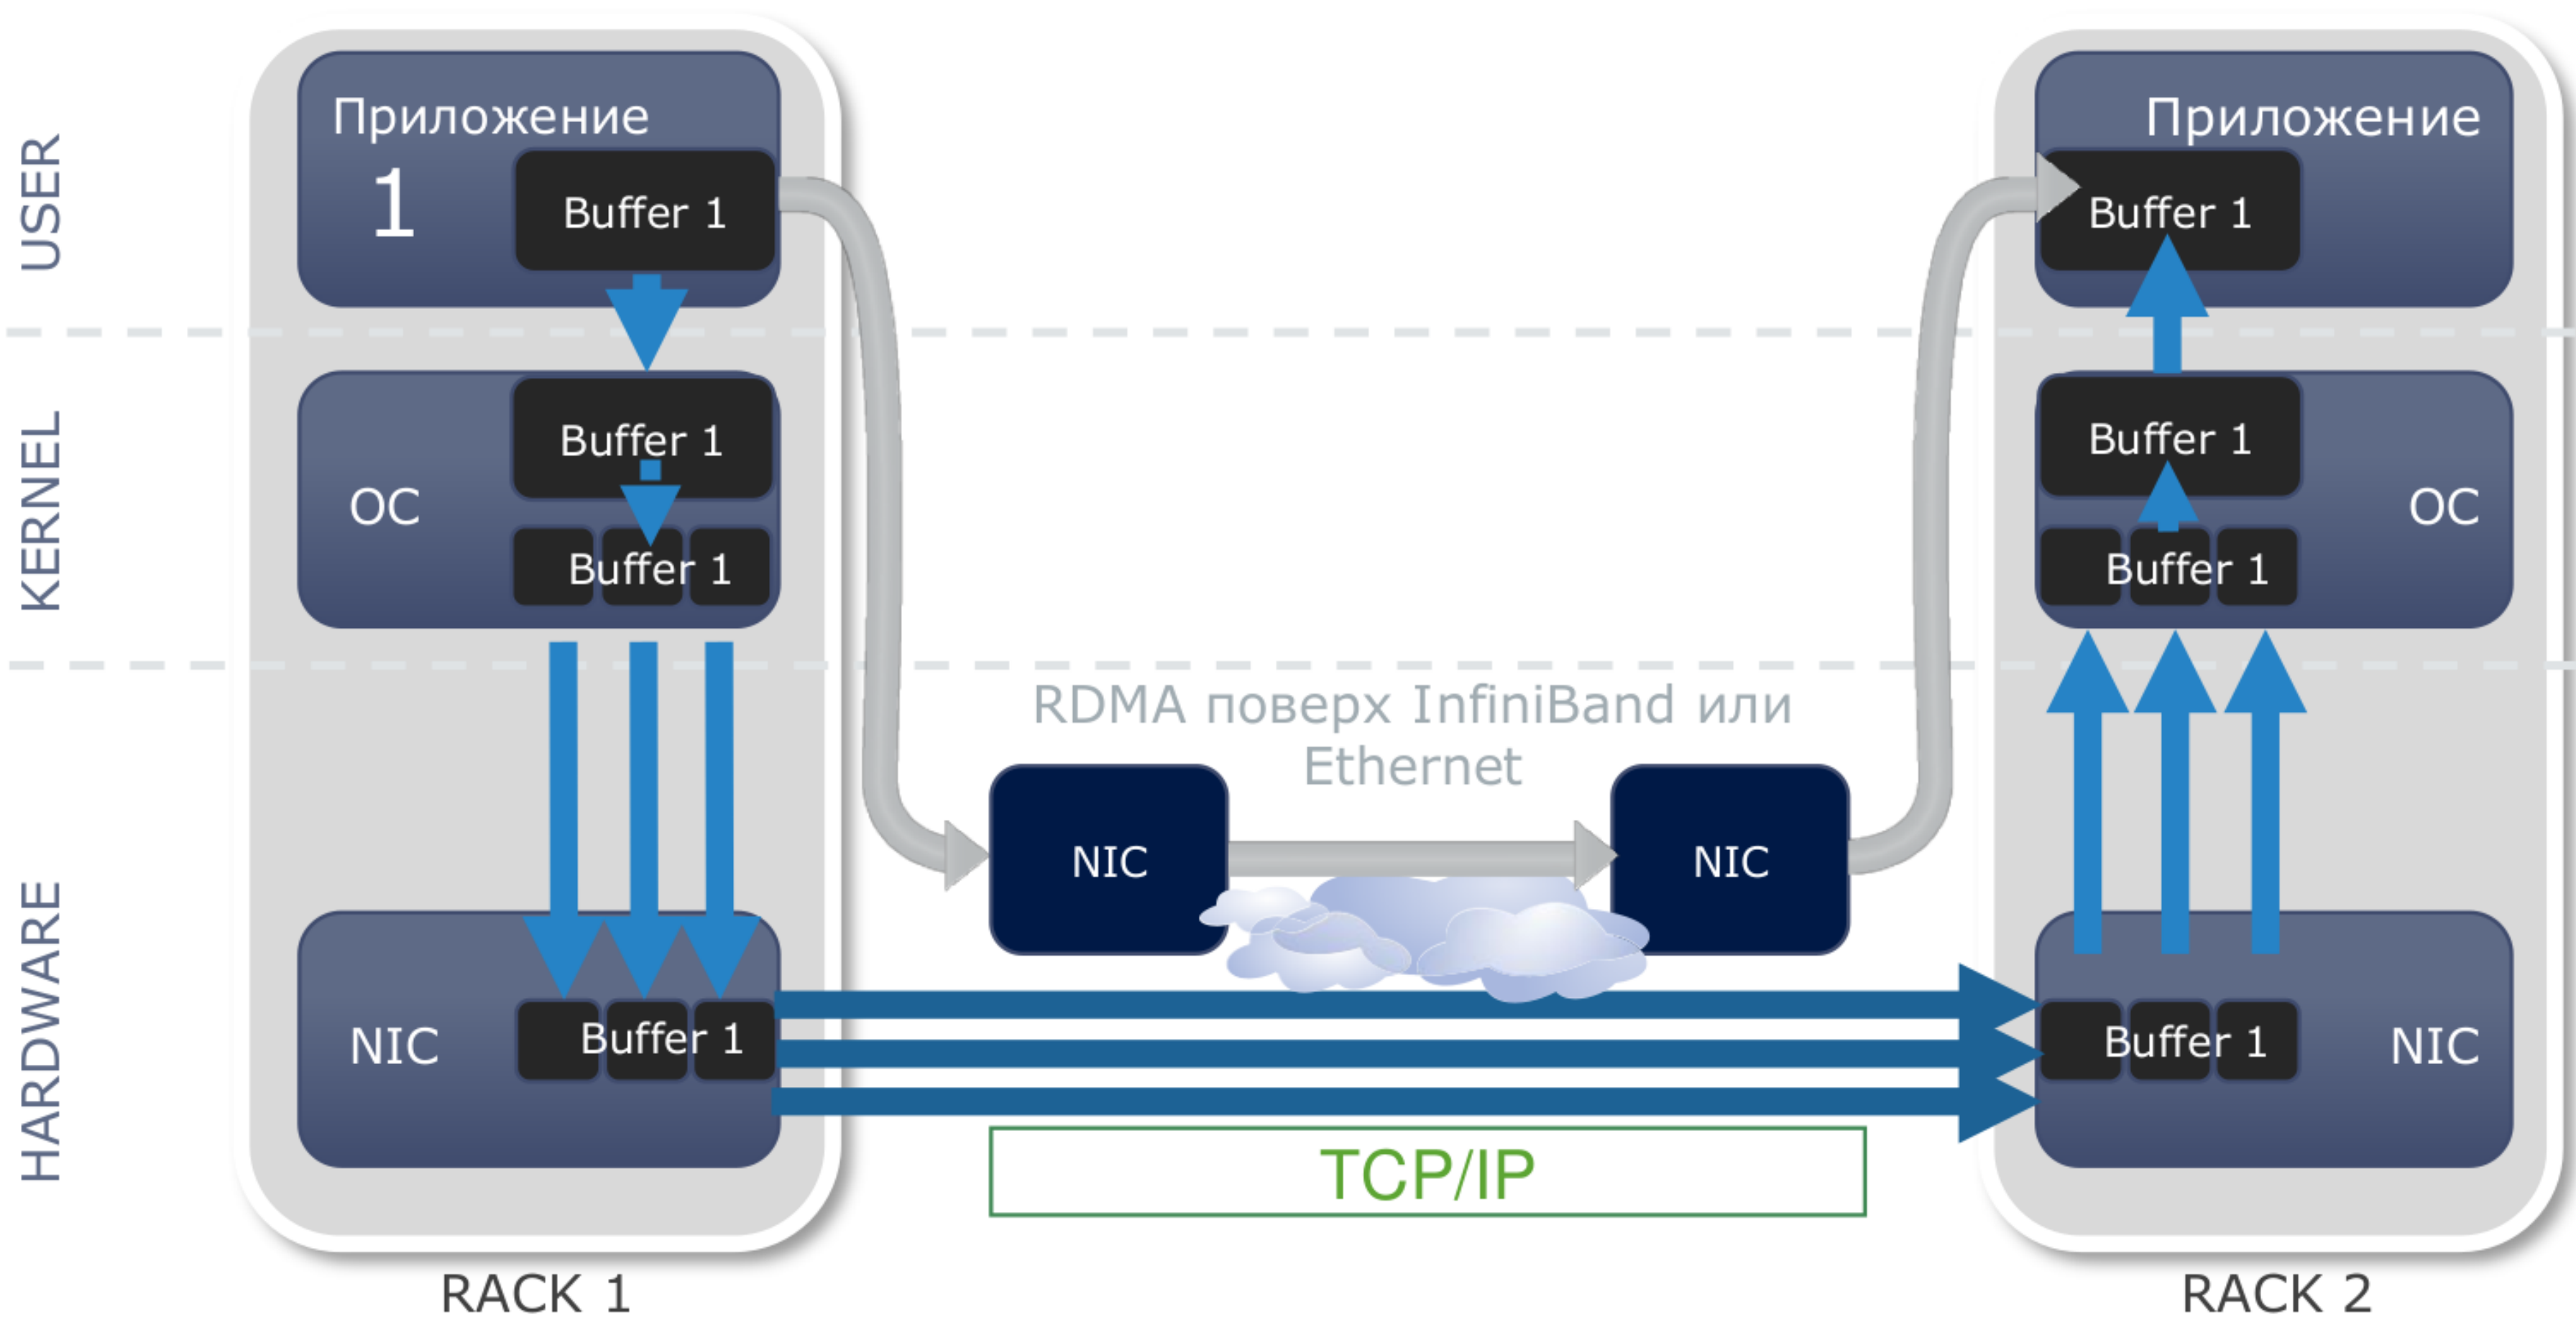 USER
Приложение
1
Buffer 1
Приложение
Buffer 1
KERNEL
ОС
Buffer 1
Buffer 1
Buffer 1
Buffer 1
ОС
HARDWARE
RDMA поверх InfiniBand или
Ethernet
NIC
NIC
NIC
Buffer 1
Buffer 1
NIC
TCP/IP
RACK 1
RACK 2